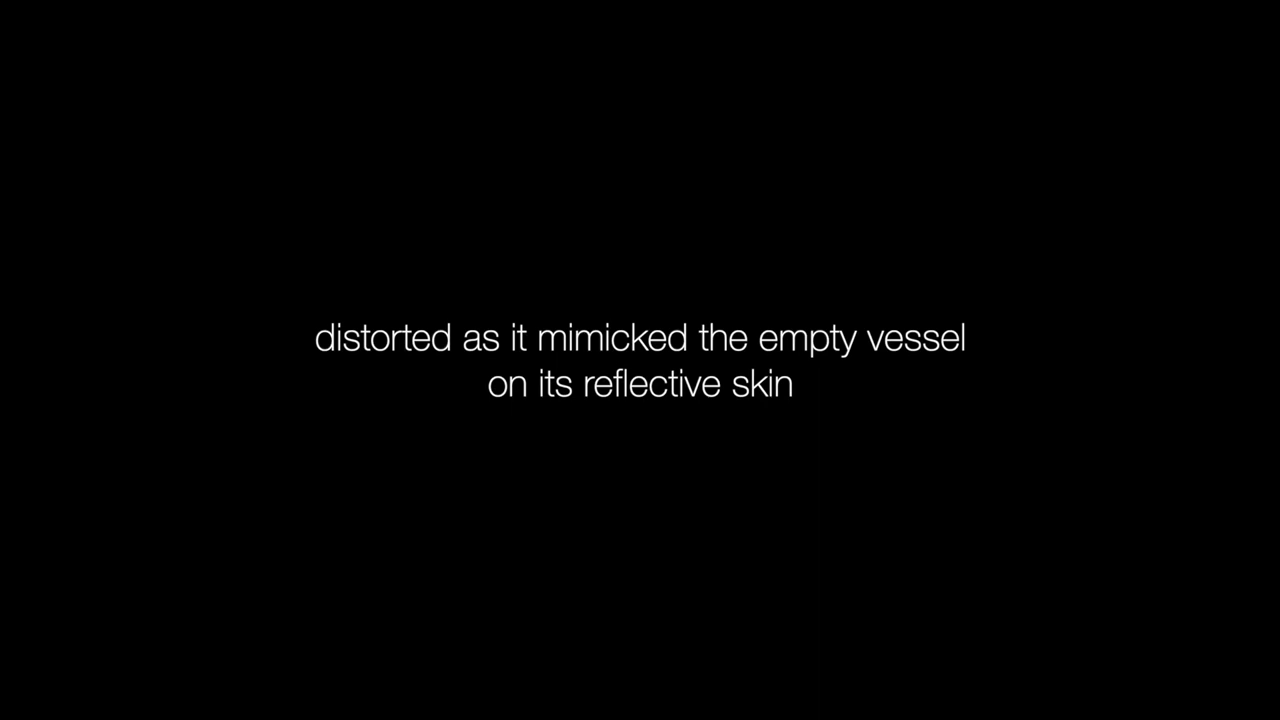 distorted as it mimicked the empty vessel
on its reflective skin